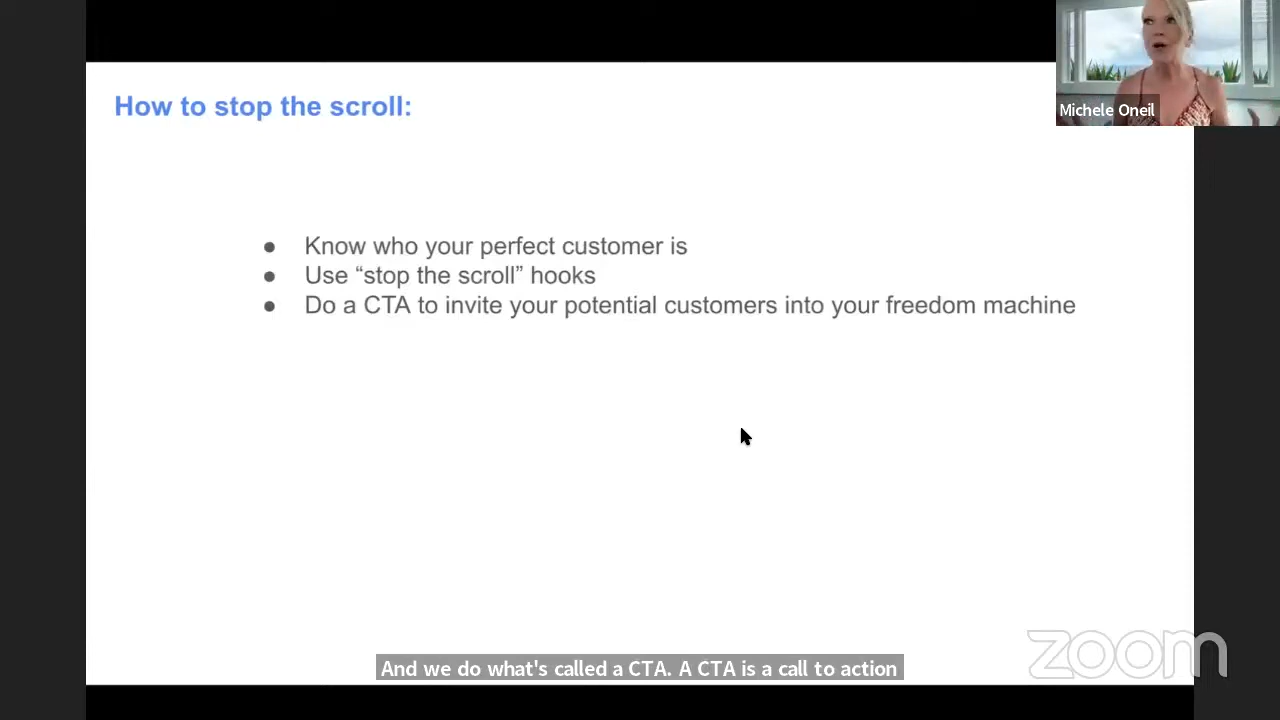 How to stop the scroll:
Michele Oneil
● Know who your perfect customer is
● Use “stop the scroll” hooks
● Do a CTA to invite your potential customers into your freedom machine
zoom
And we do what's called a CTA. A CTA is a call to action